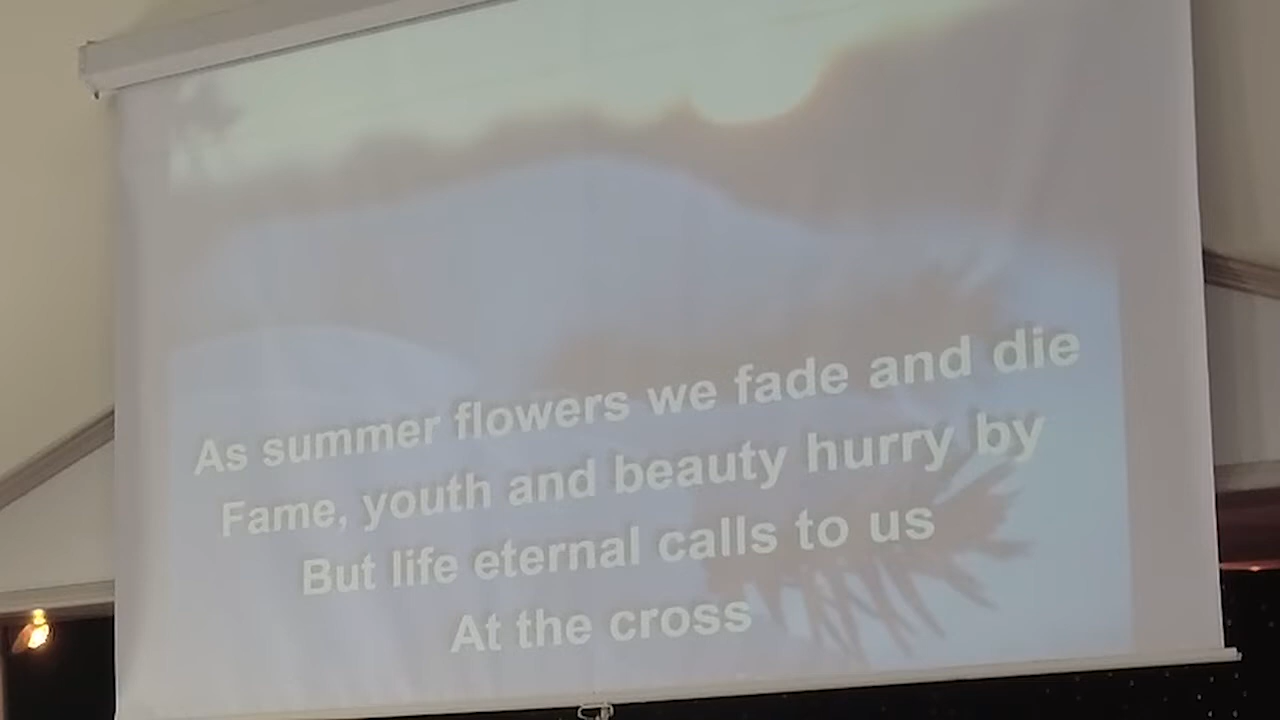 As summer flowers we fade and die
Fame, youth and beauty hurry by
But life eternal calls to us
At the cross